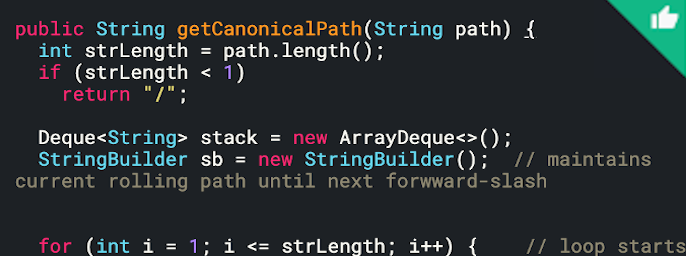 public String getCanonicalPath(String path) {
int strLength = path.length();
if (strLength < 1)
return "/";
Deque<String> stack = new ArrayDeque<>();
StringBuilder sb = new StringBuilder();  // maintains
current rolling path until next forwward-slash
for (int i = 1; i <= strLength; i++) {    // loop starts